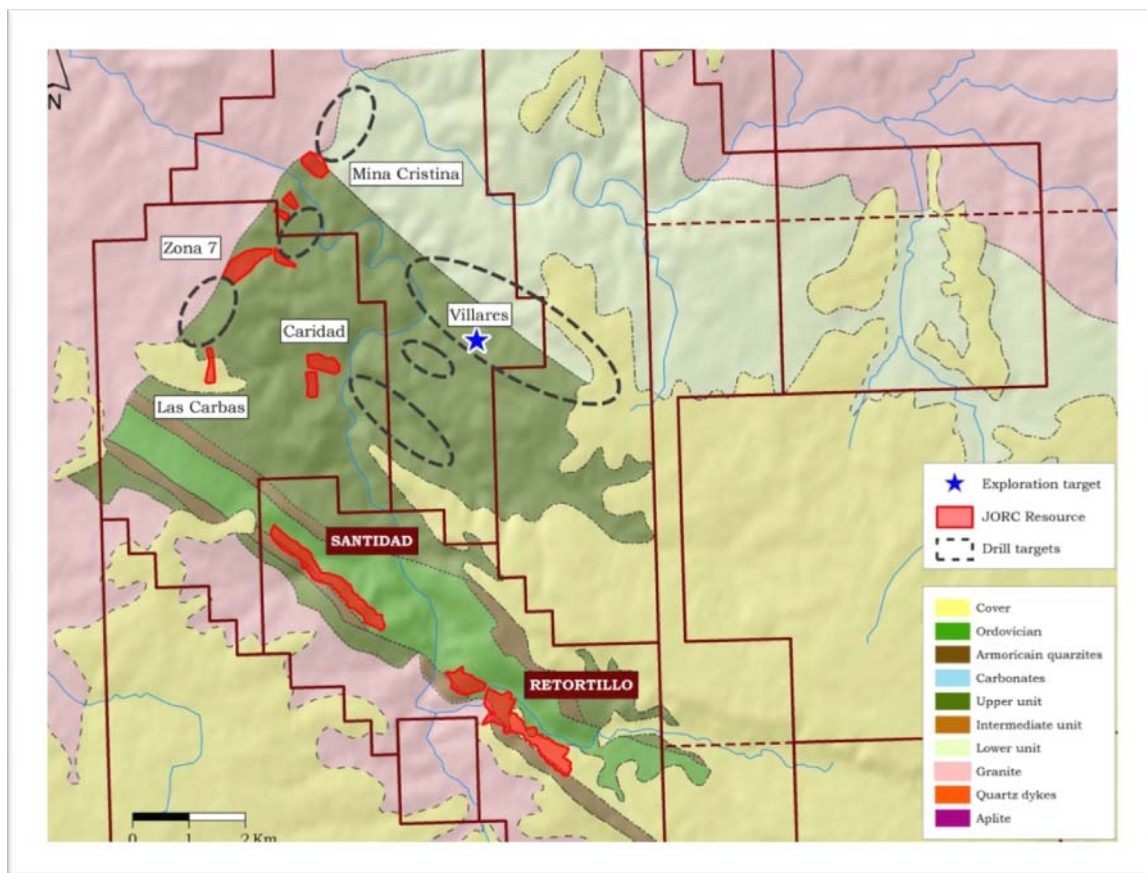 N
Mina Cristina
Zona 7
Villares
Caridad
Las Carbas
SANTIDAD
RETORTILLO
Exploration target
JORC Resource
Drill targets
Cover
Ordovician
Armoricain quarzites
Carbonates
Upper unit
Intermediate unit
Lower unit
Granite
Quartz dykes
Aplite
0 1 2 Km